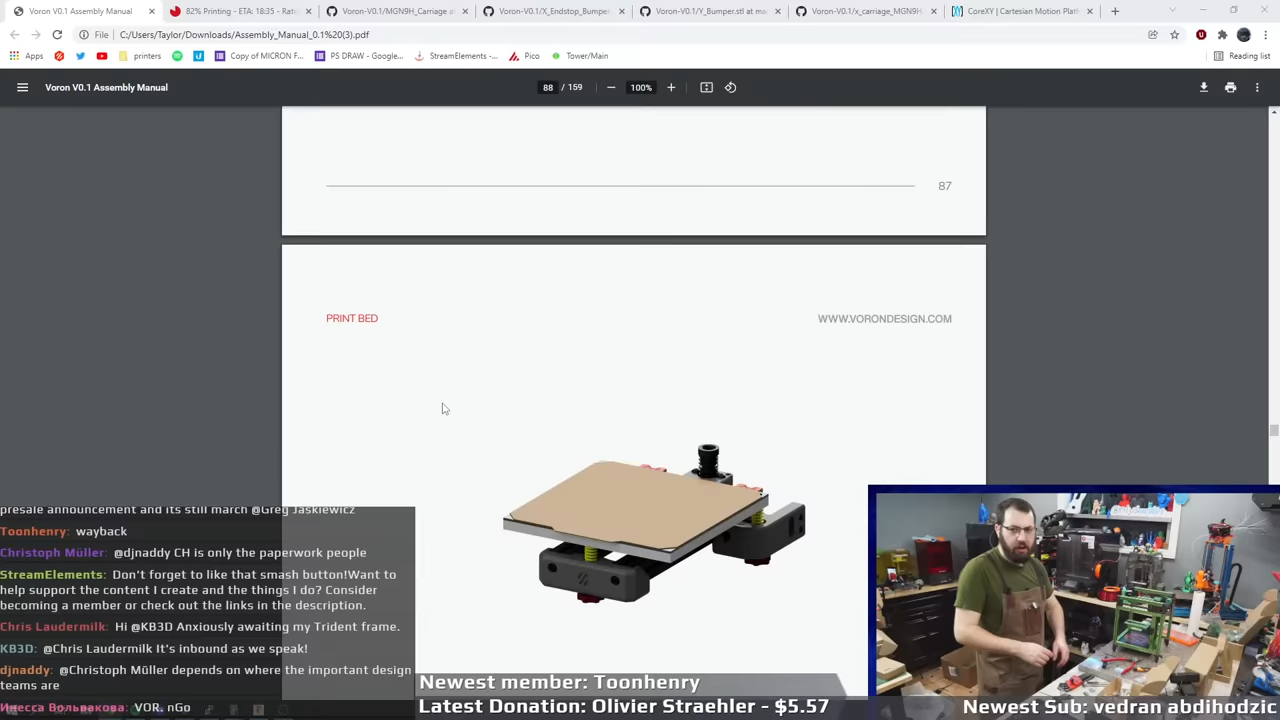 Voron V0.1 Assembly Manual
82% Printing - ETA: 18:35 - Rat
Voron-V0.1/MGN9H_Carriage at
Voron-V0.1/X_Endstop_Bumper
Voron-V0.1/Y_Bumper.stl at ma
Voron-V0.1/x_carriage_MGN9H
CoreXY | Cartesian Motion Platf
File C:/Users/Taylor/Downloads/Assembly_Manual_0.1%20(3).pdf
Apps printers Copy of MICRON F... PS DRAW - Google... StreamElements -... Pico Tower/Main Reading list
Voron V0.1 Assembly Manual 88 / 159 100%
87
PRINT BED WWW.VORONDESIGN.COM
presale announcement and its still march @Greg Jaskiewicz
Toonhenry: wayback
Christoph Müller: @djnaddy CH is only the paperwork people
StreamElements: Don't forget to like that smash button!Want to
help support the content I create and the things I do? Consider
becoming a member or check out the links in the description.
Chris Laudermilk: Hi @KB3D Anxiously awaiting my Trident frame.
KB3D: @Chris Laudermilk It's inbound as we speak!
djnaddy: @Christoph Müller depends on where the important design
teams are
Инесса Вольвакова: VOR. nGo
Newest member: Toonhenry
Latest Donation: Olivier Straehler - $5.57
Newest Sub: vedran abdihodzic